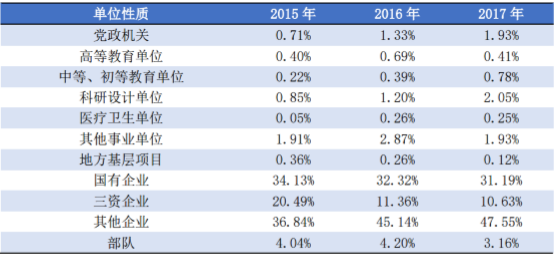 单位性质 2015 年 2016 年 2017 年
党政机关 0.71% 1.33% 1.93%
高等教育单位 0.40% 0.69% 0.41%
中等、初等教育单位 0.22% 0.39% 0.78%
科研设计单位 0.85% 1.20% 2.05%
医疗卫生单位 0.05% 0.26% 0.25%
其他事业单位 1.91% 2.87% 1.93%
地方基层项目 0.36% 0.26% 0.12%
国有企业 34.13% 32.32% 31.19%
三资企业 20.49% 11.36% 10.63%
其他企业 36.84% 45.14% 47.55%
部队 4.04% 4.20% 3.16%